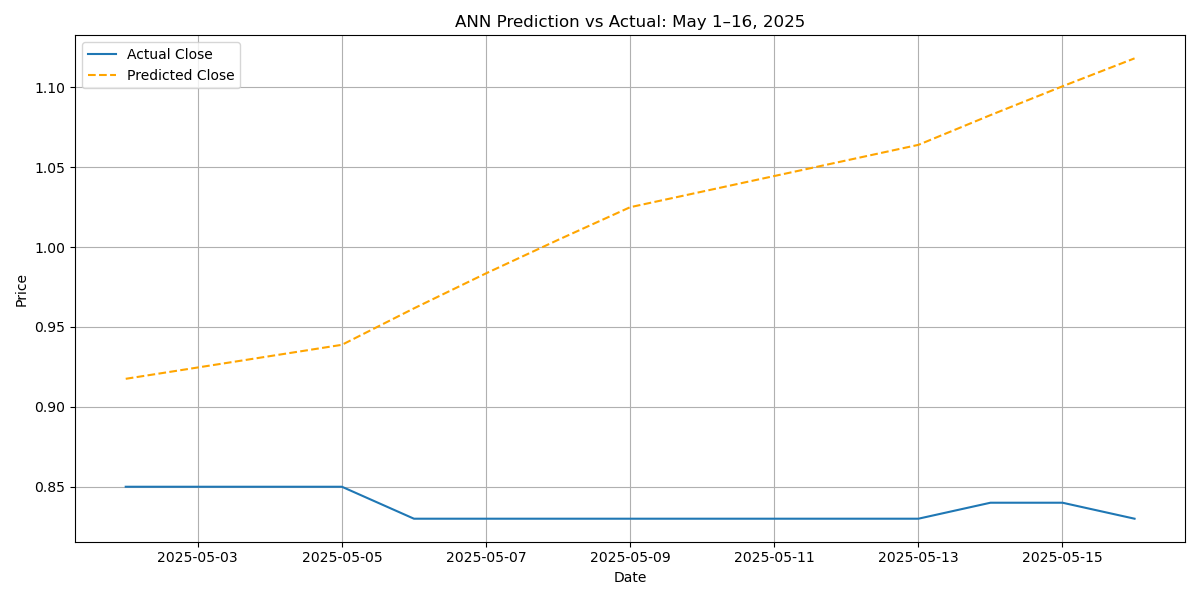 ANN Prediction vs Actual: May 1–16, 2025
Actual Close
Predicted Close
Price
1.10
1.05
1.00
0.95
0.90
0.85
2025-05-03 2025-05-05 2025-05-07 2025-05-09 2025-05-11 2025-05-13 2025-05-15
Date